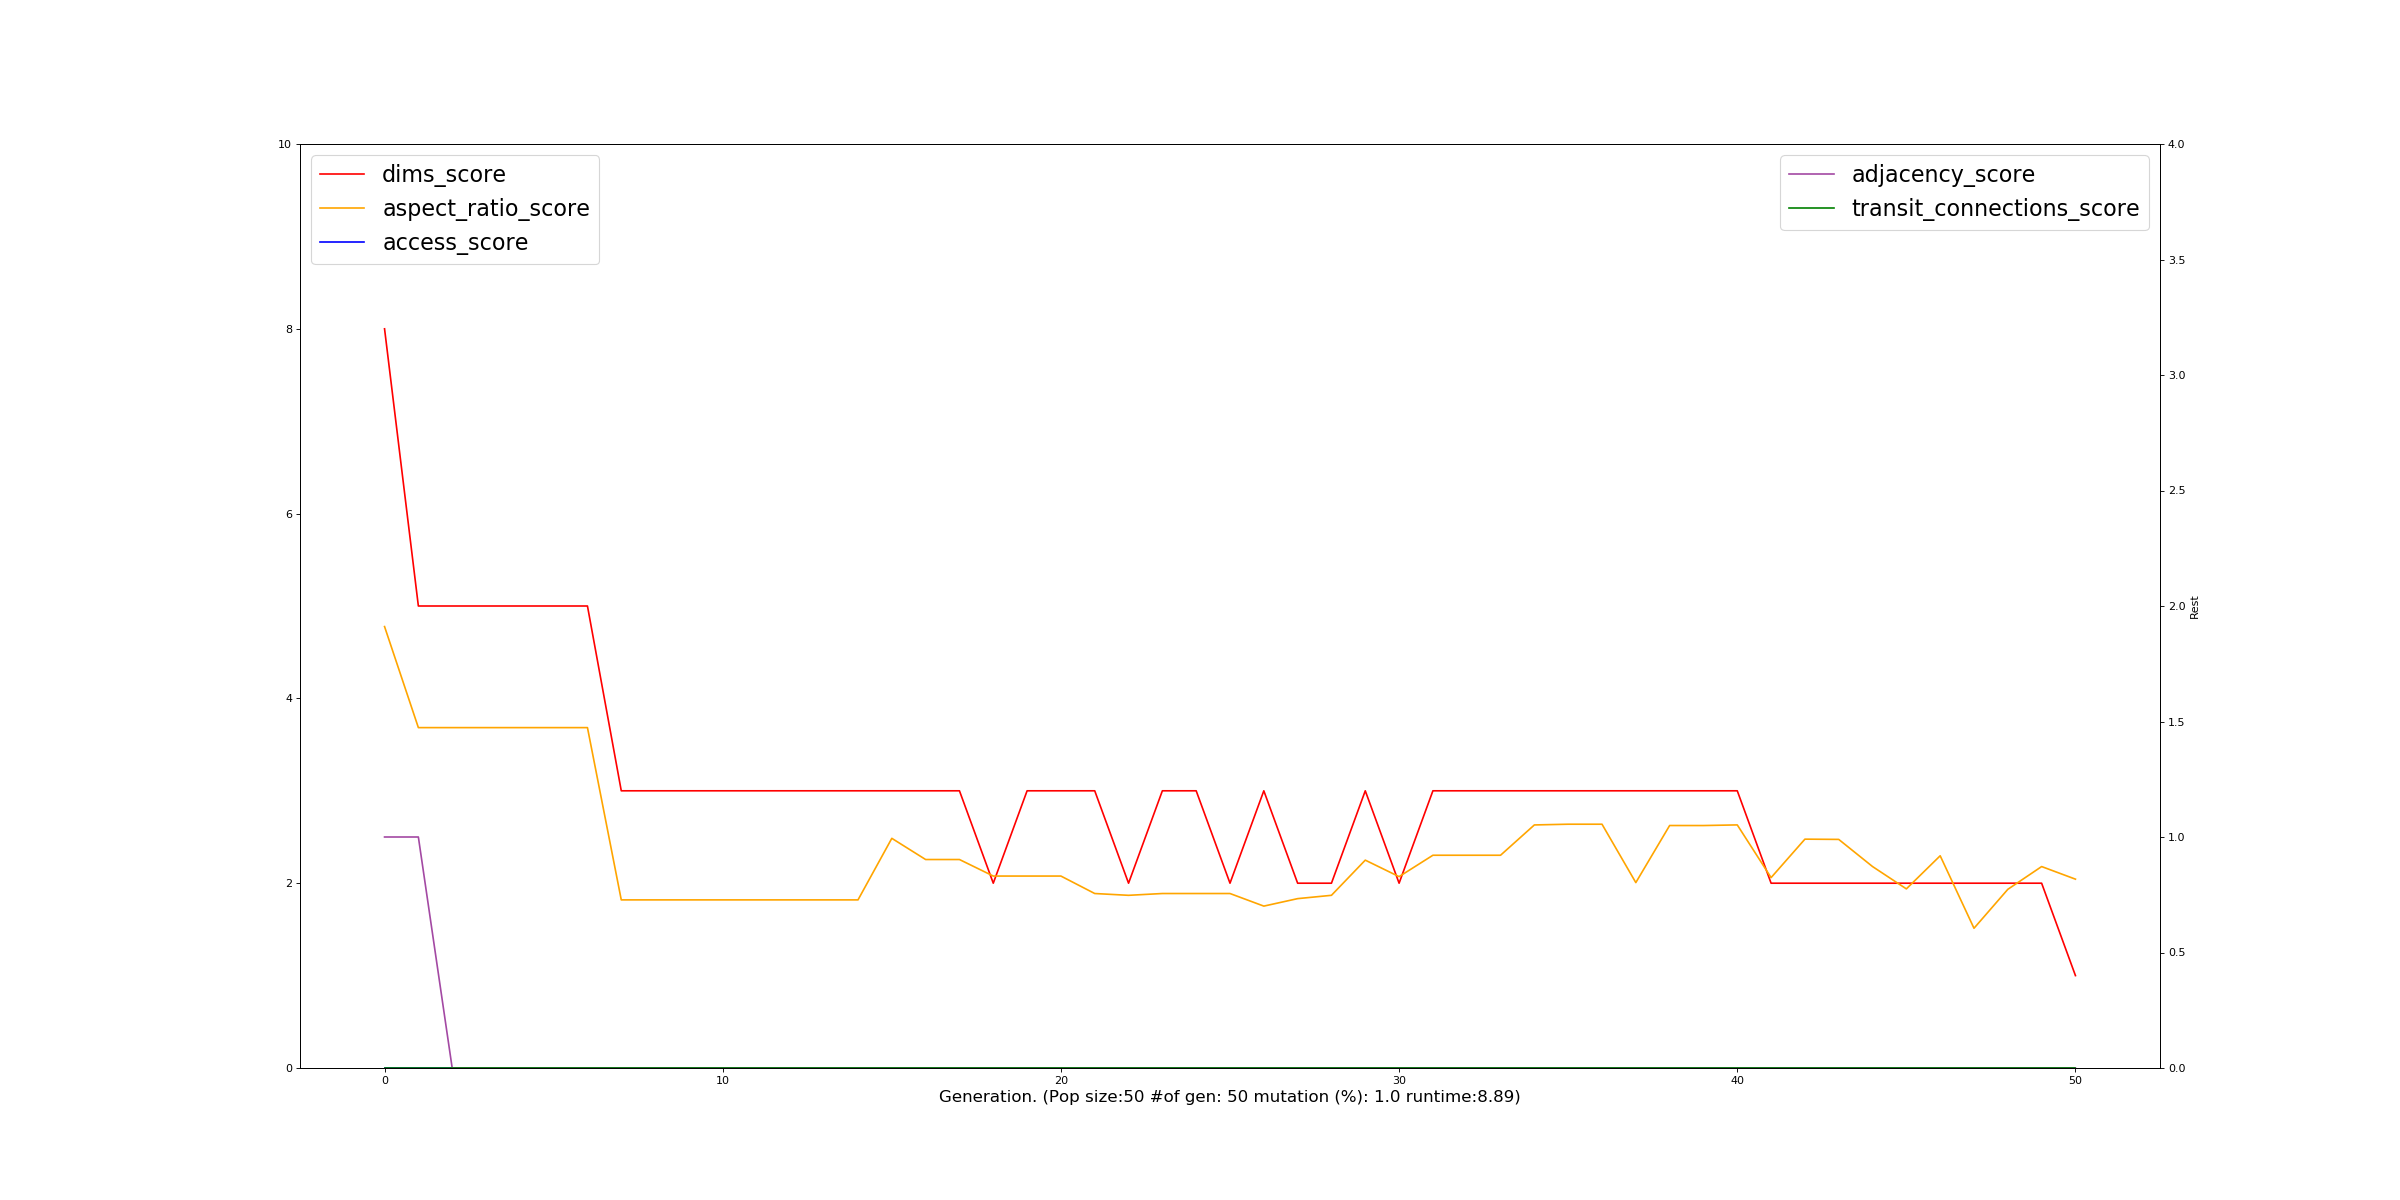 10
8
6
4
2
0
dims_score
aspect_ratio_score
access_score
adjacency_score
transit_connections_score
4.0
3.5
3.0
2.5
2.0
1.5
1.0
0.5
0.0
Rest
0 10 20 30 40 50
Generation. (Pop size:50 #of gen: 50 mutation (%): 1.0 runtime:8.89)